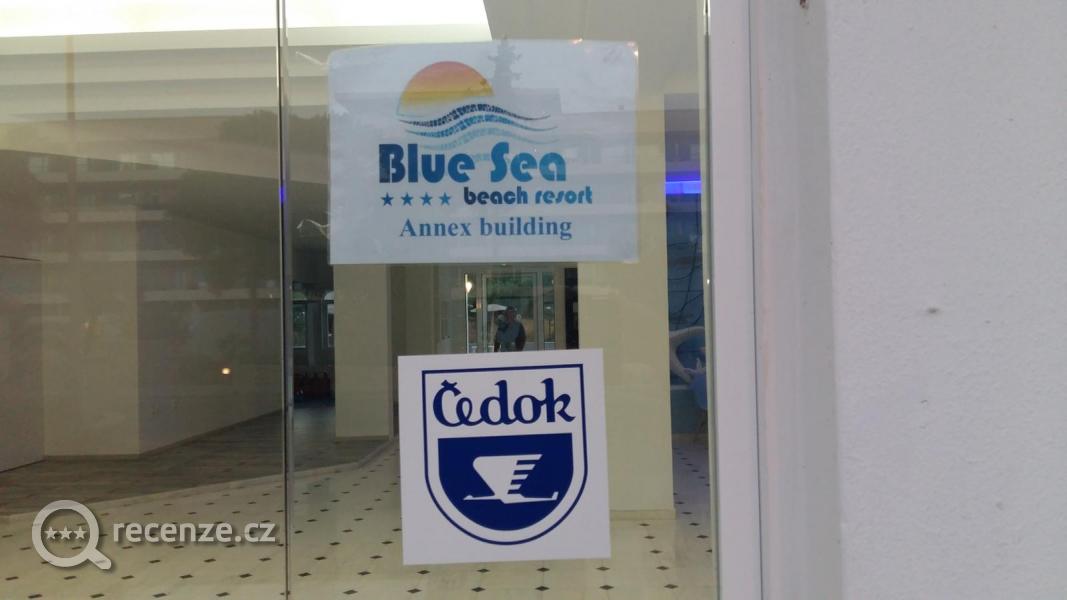 Blue Sea
★★★★ beach resort
Annex building
Čedok
recenze.cz